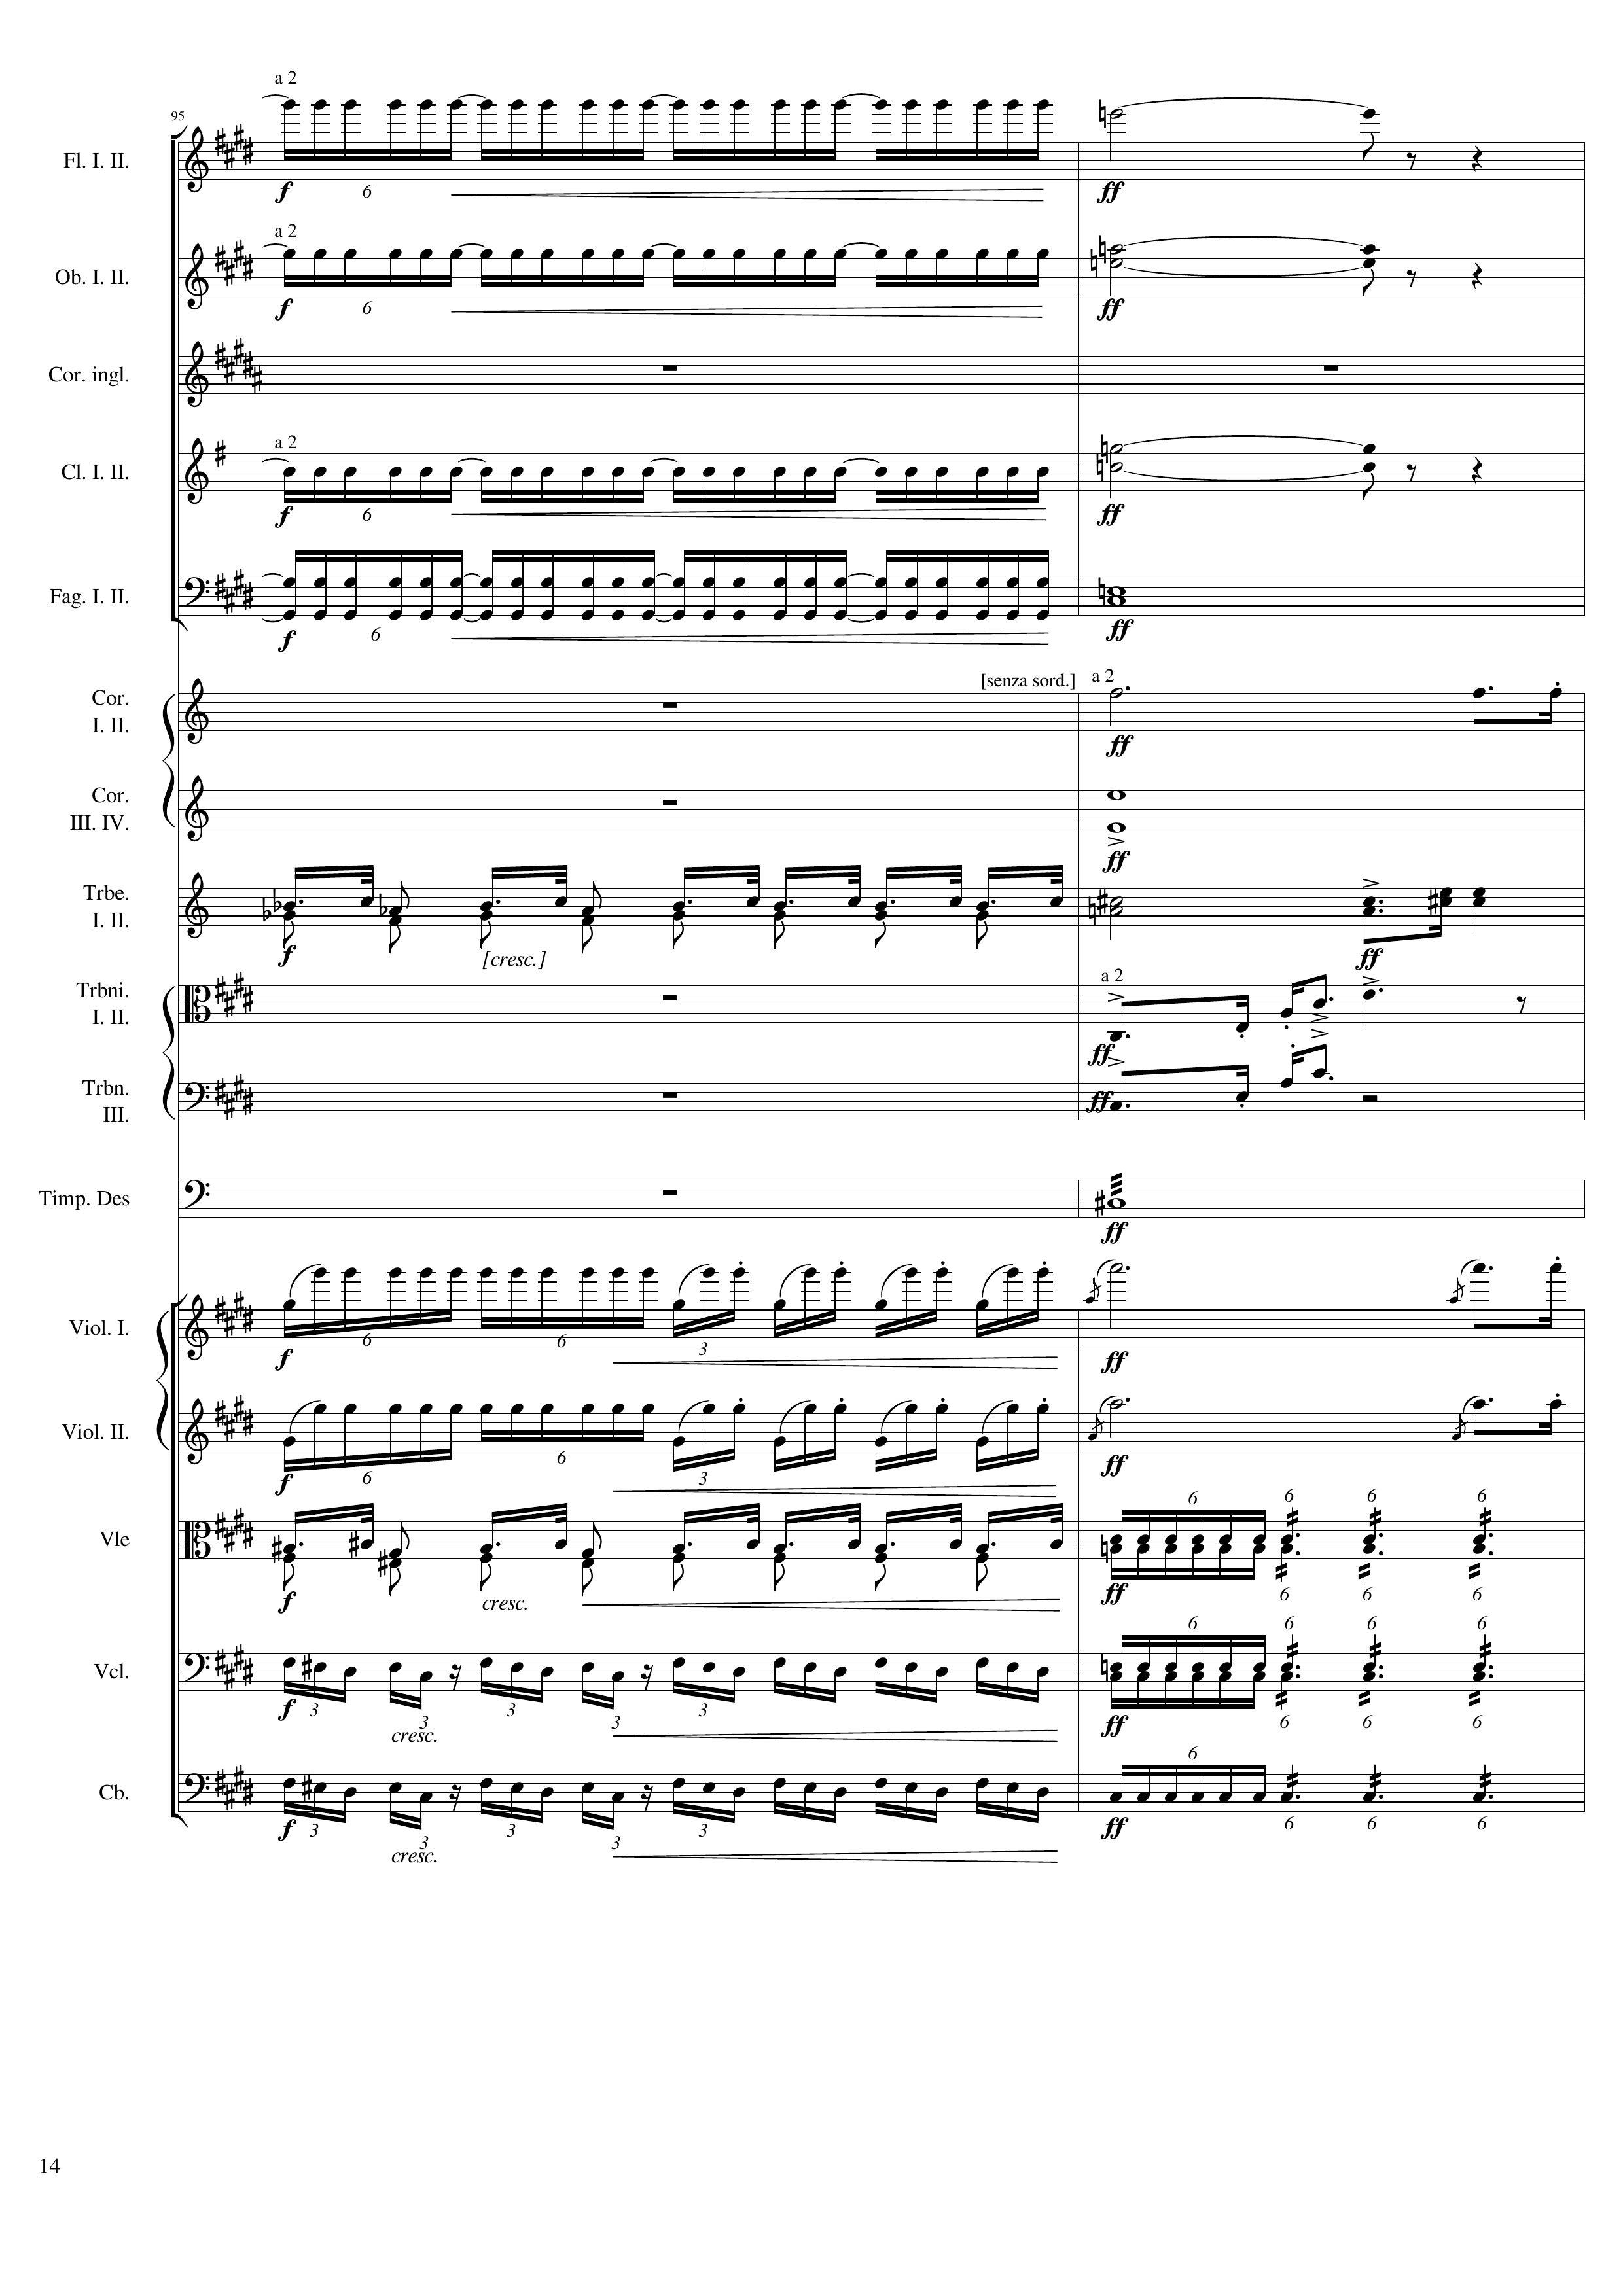 a 2
95
Fl. I. II.
f 6 ff
a 2
Ob. I. II.
f 6 ff
Cor. ingl.
a 2
Cl. I. II.
f 6 ff
Fag. I. II.
f 6 ff
[senza sord.] a 2
Cor.
I. II.
ff
Cor.
III. IV.
ff
Trbe.
I. II.
f [cresc.] ff
a 2
Trbni.
I. II.
ff
Trbn.
III.
ff
Timp. Des
ff
Viol. I.
f 6 6 3 ff
Viol. II.
f 6 6 3 ff
6 6 6 6
Vle
f cresc. ff 6 6 6
6 6 6 6
Vcl.
f 3 3 3 3 3 ff 6 6 6
cresc.
6
Cb.
f 3 3 3 3 3 ff 6 6 6
cresc.
14